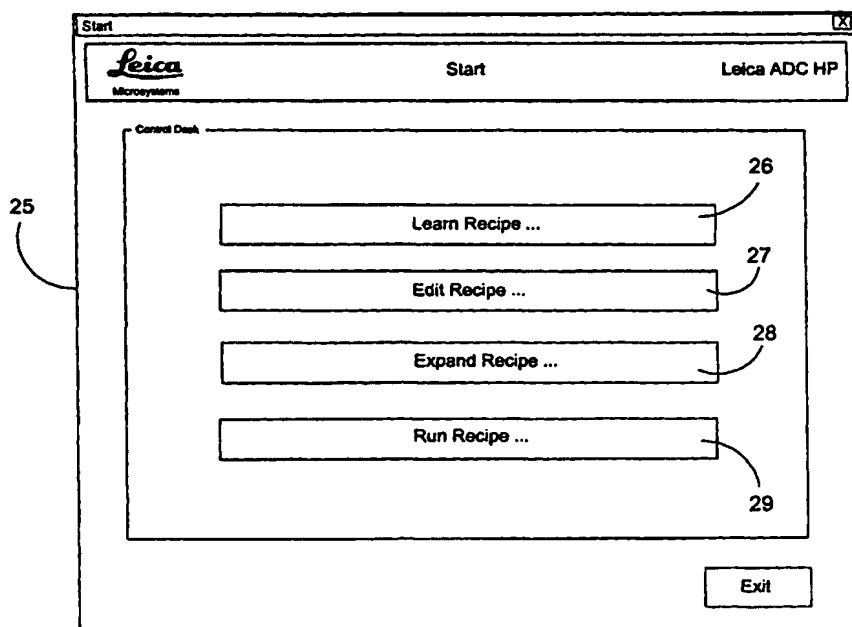 Start X
Leica
Microsystems
Start
Leica ADC HP
Control Desk
26
Learn Recipe ...
25
27
Edit Recipe ...
28
Expand Recipe ...
Run Recipe ...
29
Exit